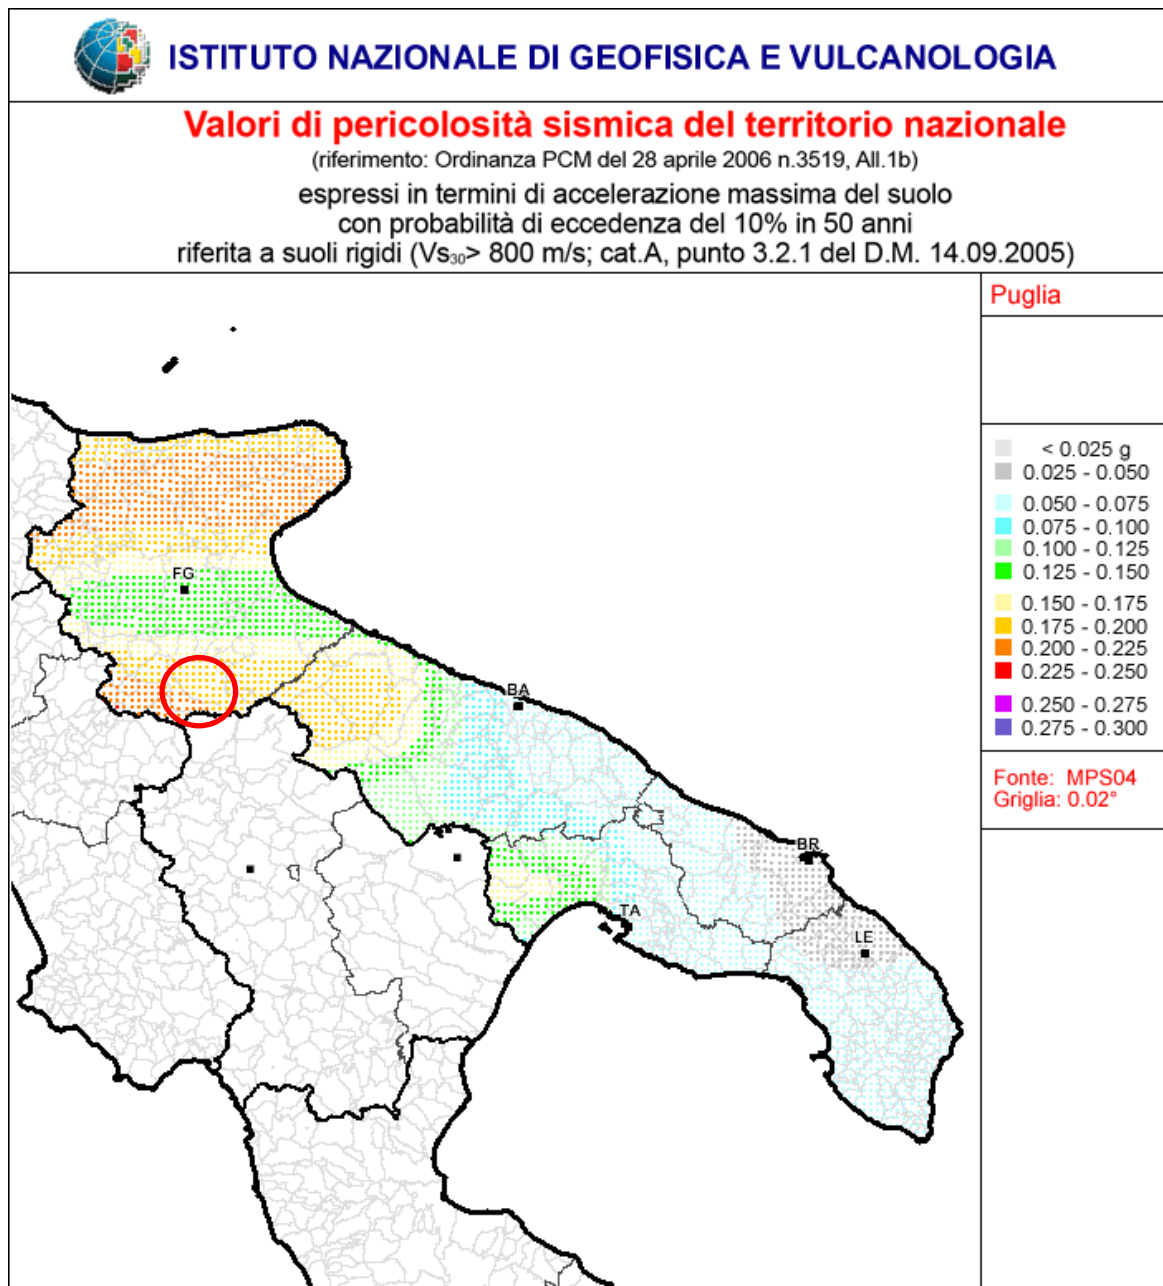 ISTITUTO NAZIONALE DI GEOFISICA E VULCANOLOGIA
Valori di pericolosità sismica del territorio nazionale
(riferimento: Ordinanza PCM del 28 aprile 2006 n.3519, All.1b)
espressi in termini di accelerazione massima del suolo
con probabilità di eccedenza del 10% in 50 anni
riferita a suoli rigidi (Vs30> 800 m/s; cat.A, punto 3.2.1 del D.M. 14.09.2005)
Puglia
< 0.025 g
0.025 - 0.050
0.050 - 0.075
0.075 - 0.100
0.100 - 0.125
0.125 - 0.150
0.150 - 0.175
0.175 - 0.200
0.200 - 0.225
0.225 - 0.250
0.250 - 0.275
0.275 - 0.300
Fonte: MPS04
Griglia: 0.02°
FG
BA
BR
TA
LE